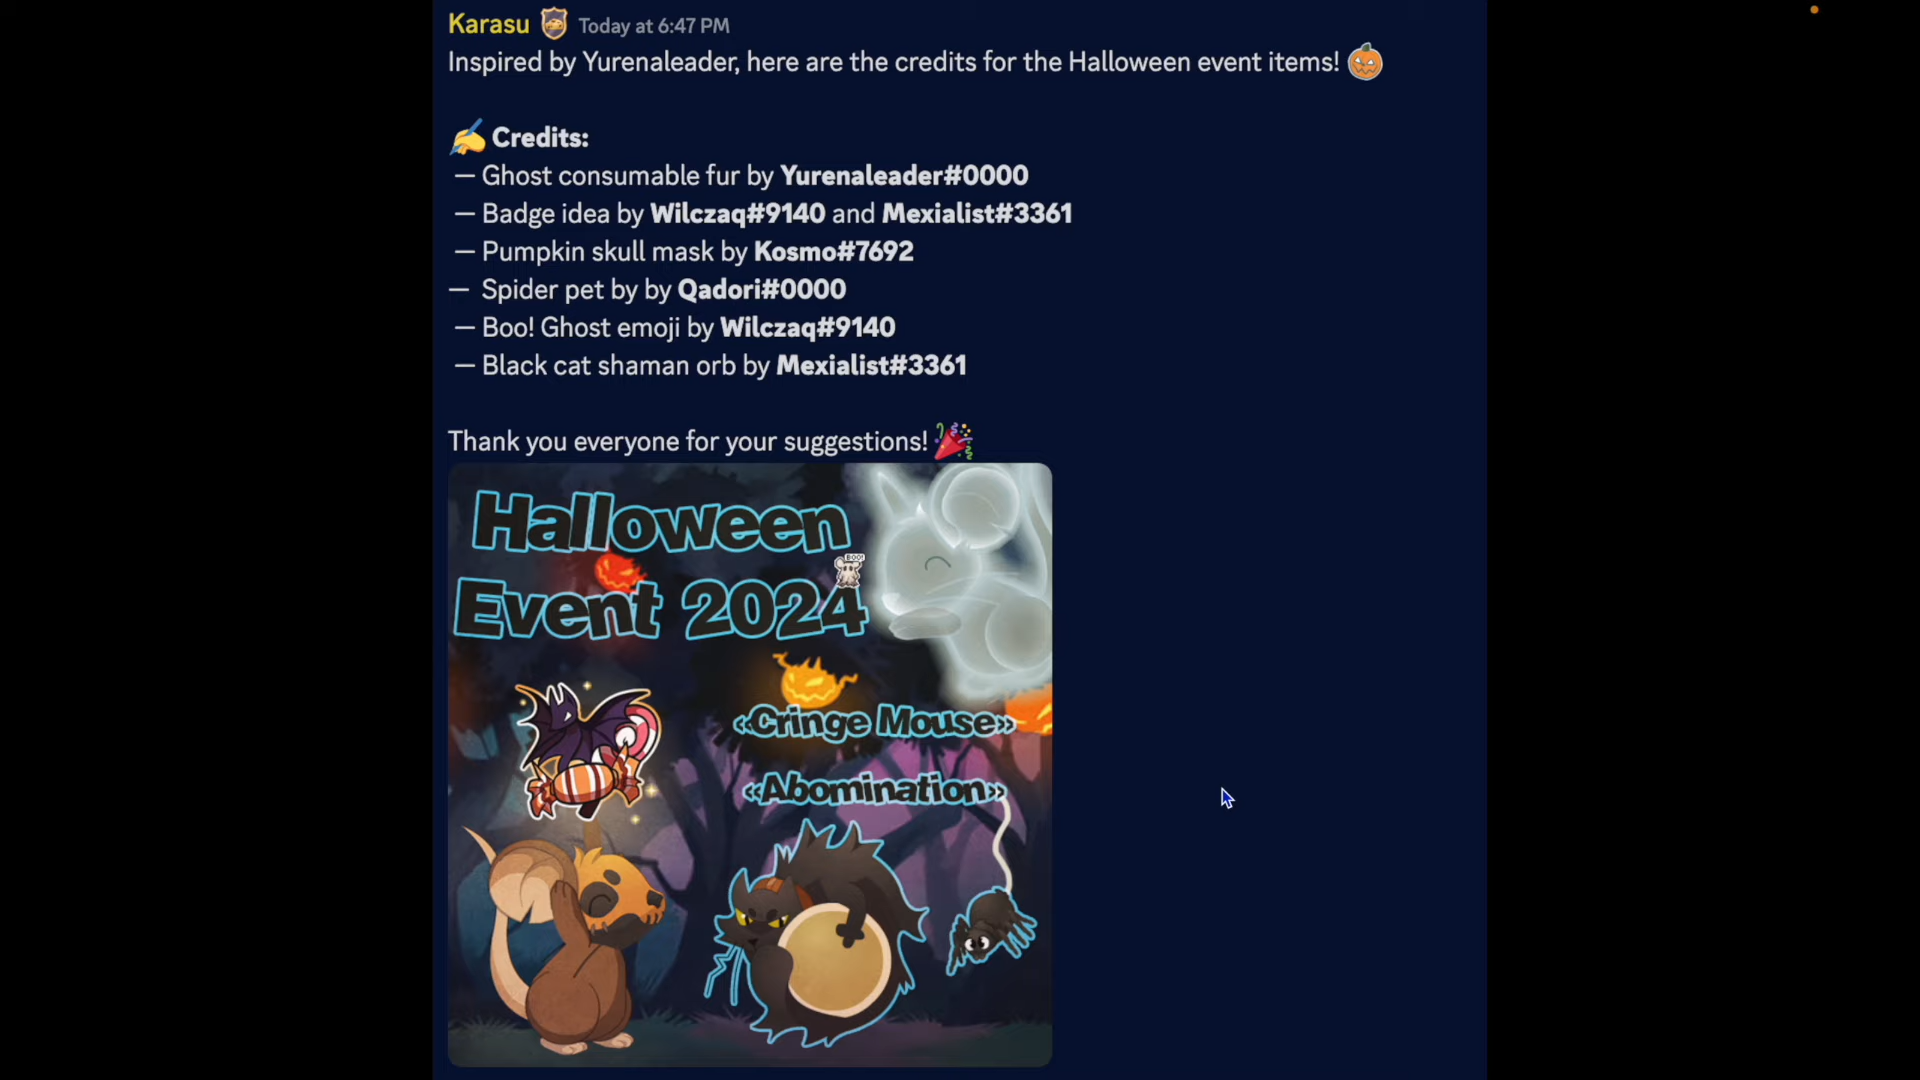 Karasu Today at 6:47 PM
Inspired by Yurenaleader, here are the credits for the Halloween event items!
Credits:
— Ghost consumable fur by Yurenaleader#0000
— Badge idea by Wilczaq#9140 and Mexialist#3361
— Pumpkin skull mask by Kosmo#7692
— Spider pet by by Qadori#0000
— Boo! Ghost emoji by Wilczaq#9140
— Black cat shaman orb by Mexialist#3361
Thank you everyone for your suggestions!
Halloween
BOO!
Event 2024
«Cringe Mouse»
«Abomination»